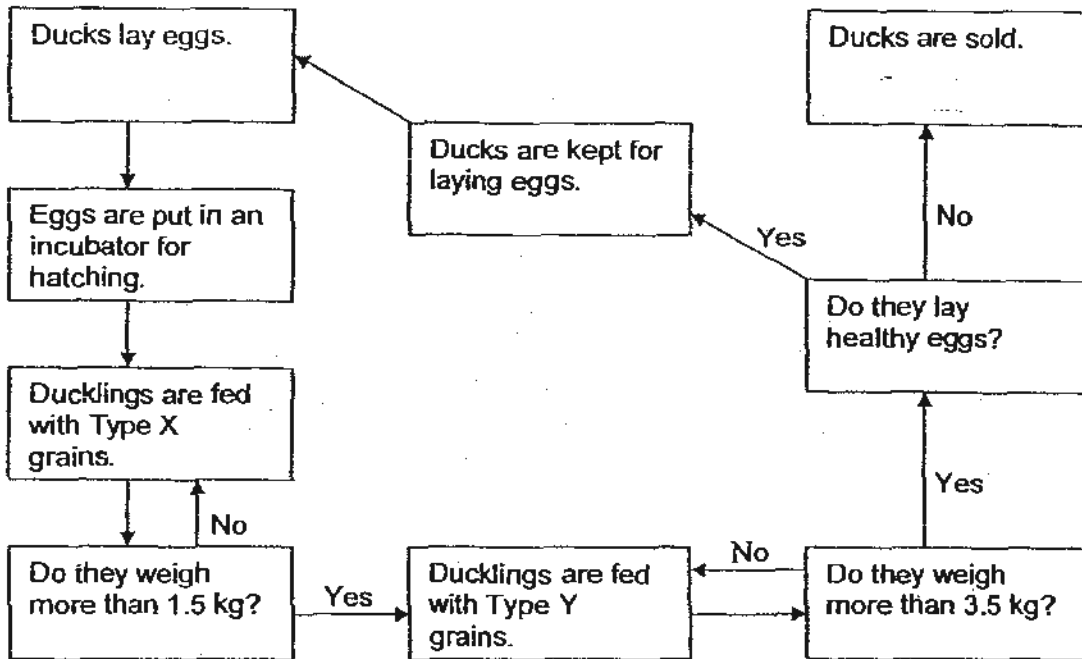 Ducks lay eggs.
Ducks are sold.
Ducks are kept for
laying eggs.
Eggs are put in an
incubator for
hatching.
Yes
No
Do they lay
healthy eggs?
Ducklings are fed
with Type X
grains.
No
Yes
Do they weigh
more than 1.5 kg?
Yes
Ducklings are fed
with Type Y
grains.
No
Do they weigh
more than 3.5 kg?